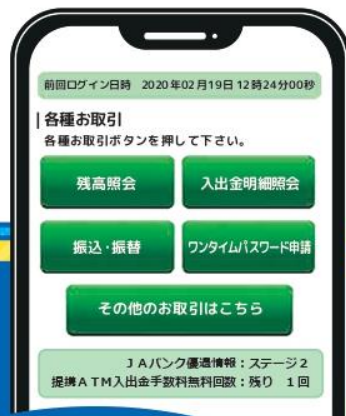 前回ログイン日時 2020年02月19日 12時24分00秒
各種お取引
各種お取引ボタンを押して下さい。
残高照会 入出金明細照会
振込・振替 ワンタイムパスワード申請
その他のお取引はこちら
JAバンク優遇情報：ステージ2
提携ATM入出金手数料無料回数：残り 1回